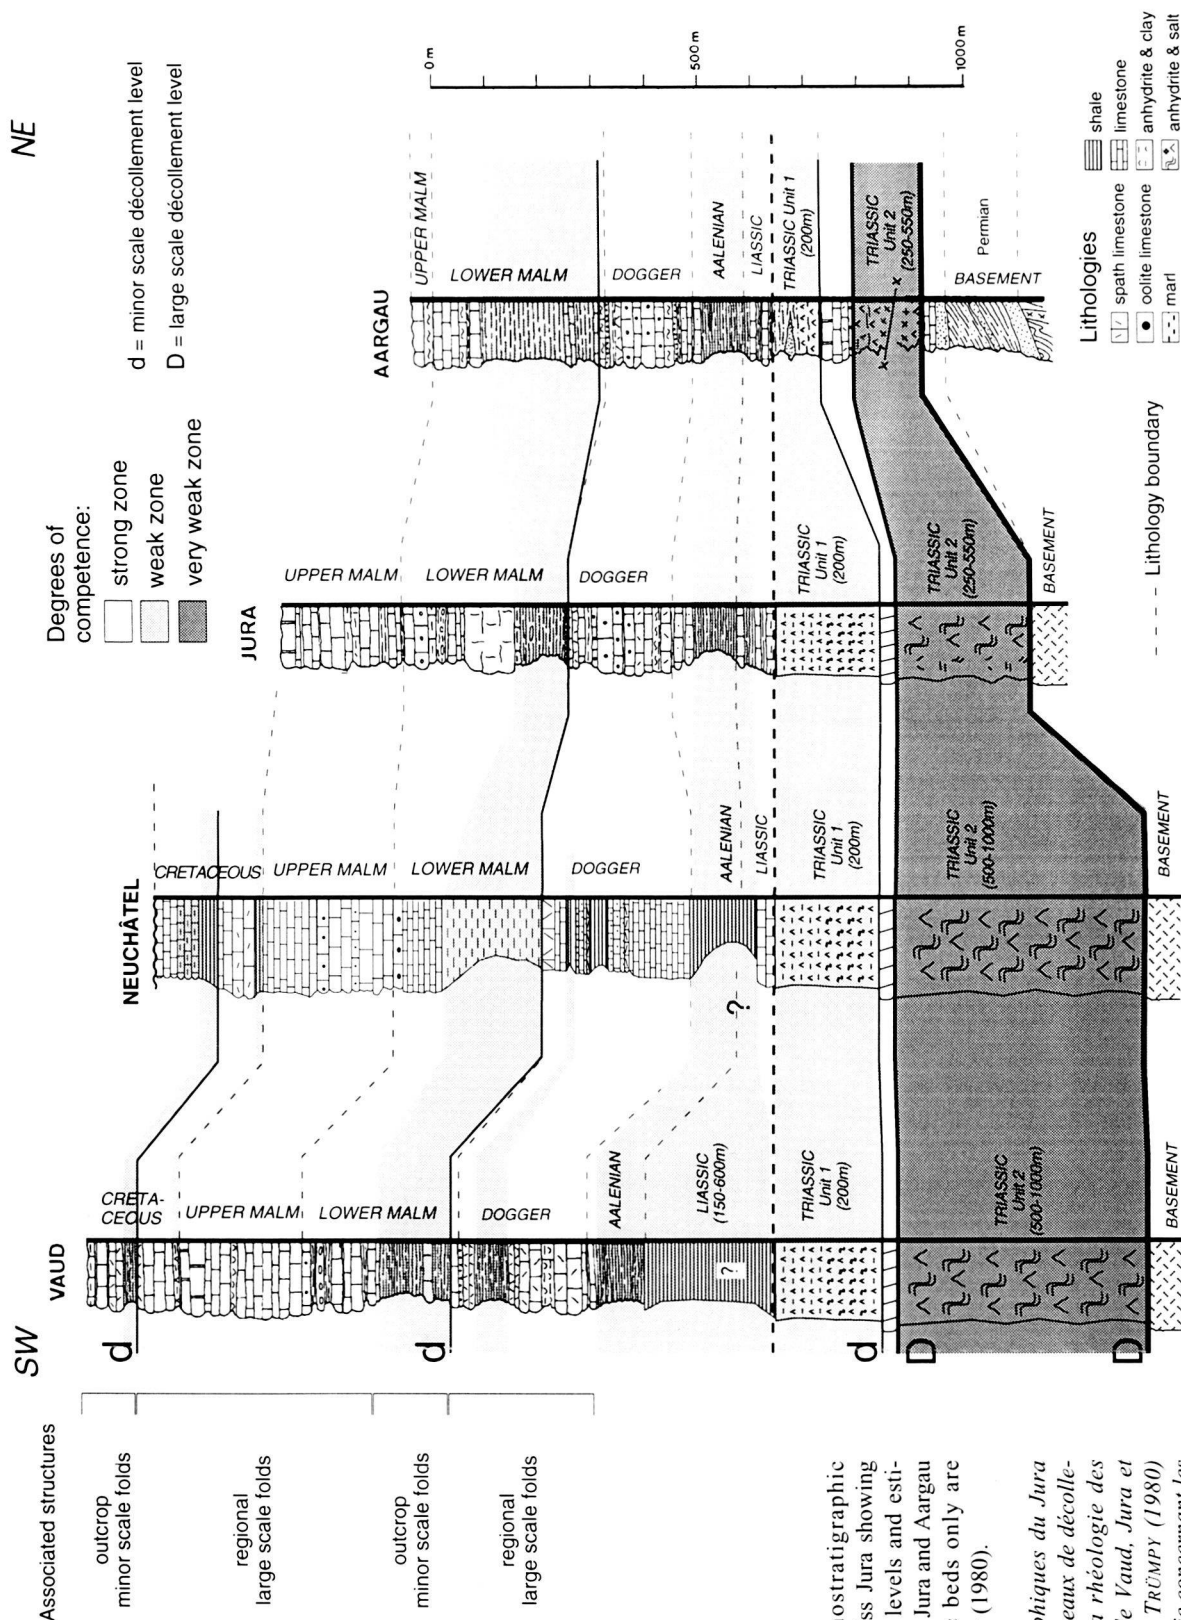 SW
NE
Associated structures
outcrop
minor scale folds
regional
large scale folds
outcrop
minor scale folds
regional
large scale folds
Degrees of
competence:
strong zone
weak zone
very weak zone
d = minor scale décollement level
D = large scale décollement level
VAUD
CRETA-
CEOUS
UPPER MALM
LOWER MALM
DOGGER
AALENIAN
LIASSIC
(150-600m)
?
TRIASSIC
Unit 1
(200m)
TRIASSIC
Unit 2
(500-1000m)
BASEMENT
d
d
d
D
D
NEUCHÂTEL
CRETACEOUS
UPPER MALM
LOWER MALM
DOGGER
AALENIAN
?
LIASSIC
TRIASSIC
Unit 1
(200m)
TRIASSIC
Unit 2
(500-1000m)
BASEMENT
JURA
UPPER MALM
LOWER MALM
DOGGER
TRIASSIC
Unit 1
(200m)
TRIASSIC
Unit 2
(250-550m)
BASEMENT
AARGAU
UPPER MALM
LOWER MALM
DOGGER
AALENIAN
LIASSIC
TRIASSIC Unit 1
(200m)
TRIASSIC
Unit 2
(250-550m)
Permian
BASEMENT
0 m
500 m
1000 m
Lithology boundary
Lithologies
spath limestone
oolite limestone
marl
shale
limestone
anhydrite & clay
anhydrite & salt
ostratigraphic
ss Jura showing
levels and esti-
Jura and Aargau
beds only are
(1980).
phiques du Jura
eaux de décolle-
a rhéologie des
e Vaud, Jura et
TRÜMPY (1980)
concernant les